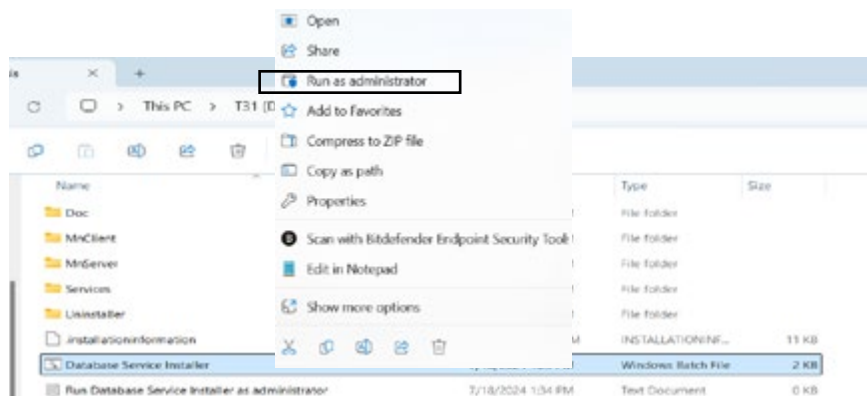 Open
Share
Run as administrator
This PC > T31 (D
Add to Favorites
Compress to ZIP file
Copy as path
Name
Properties
Type
Size
Doc
File folder
MnClient
Scan with Bitdefender Endpoint Security Tool
File folder
MnServer
File folder
Services
Edit in Notepad
File folder
Uninstaller
Show more options
File folder
.installationinformation
M
INSTALLATIONINF...
11 KB
Database Service Installer
Windows Batch File
2 KB
Run Database Service Installer as administrator
7/18/2024 1:34 PM
Text Document
0 KB